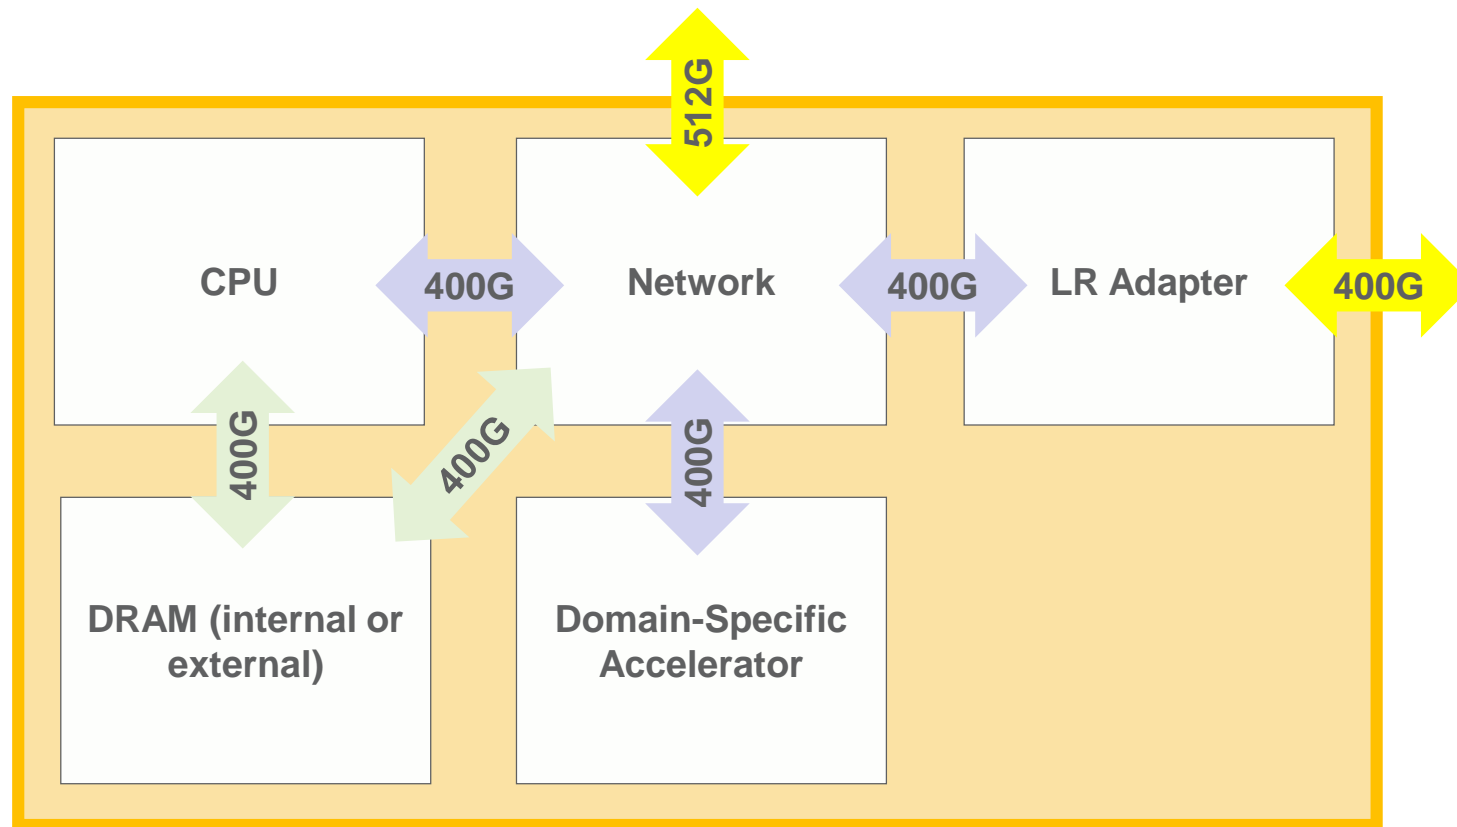 512G
CPU
400G
Network
400G
LR Adapter
400G
400G
400G
400G
DRAM (internal or
external)
Domain-Specific
Accelerator